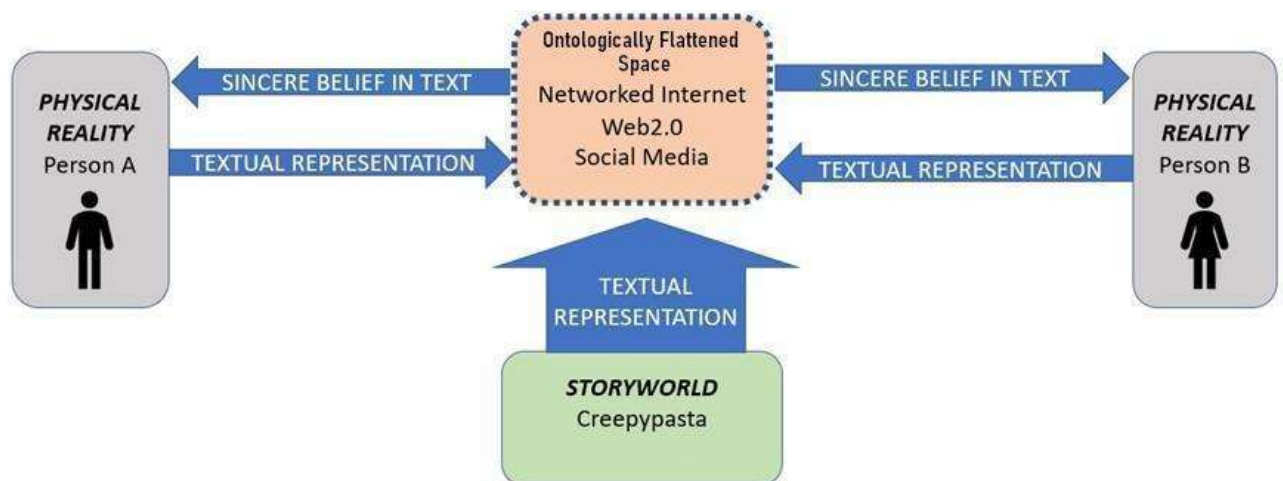 Ontologically Flattened
Space
Networked Internet
Web2.0
Social Media
PHYSICAL
REALITY
Person A
SINCERE BELIEF IN TEXT
TEXTUAL REPRESENTATION
SINCERE BELIEF IN TEXT
TEXTUAL REPRESENTATION
PHYSICAL
REALITY
Person B
TEXTUAL
REPRESENTATION
STORYWORLD
Creepypasta